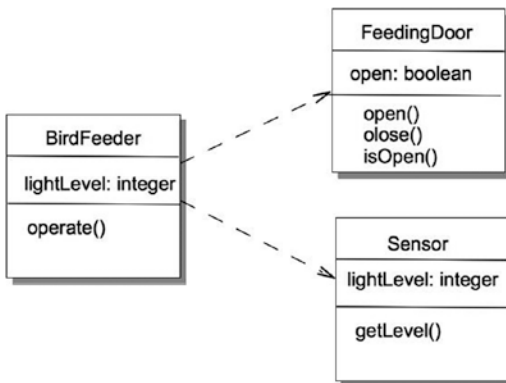 FeedingDoor
open: boolean
open()
olose()
isOpen()
BirdFeeder
lightLevel: integer
operate()
Sensor
lightLevel: integer
getLevel()